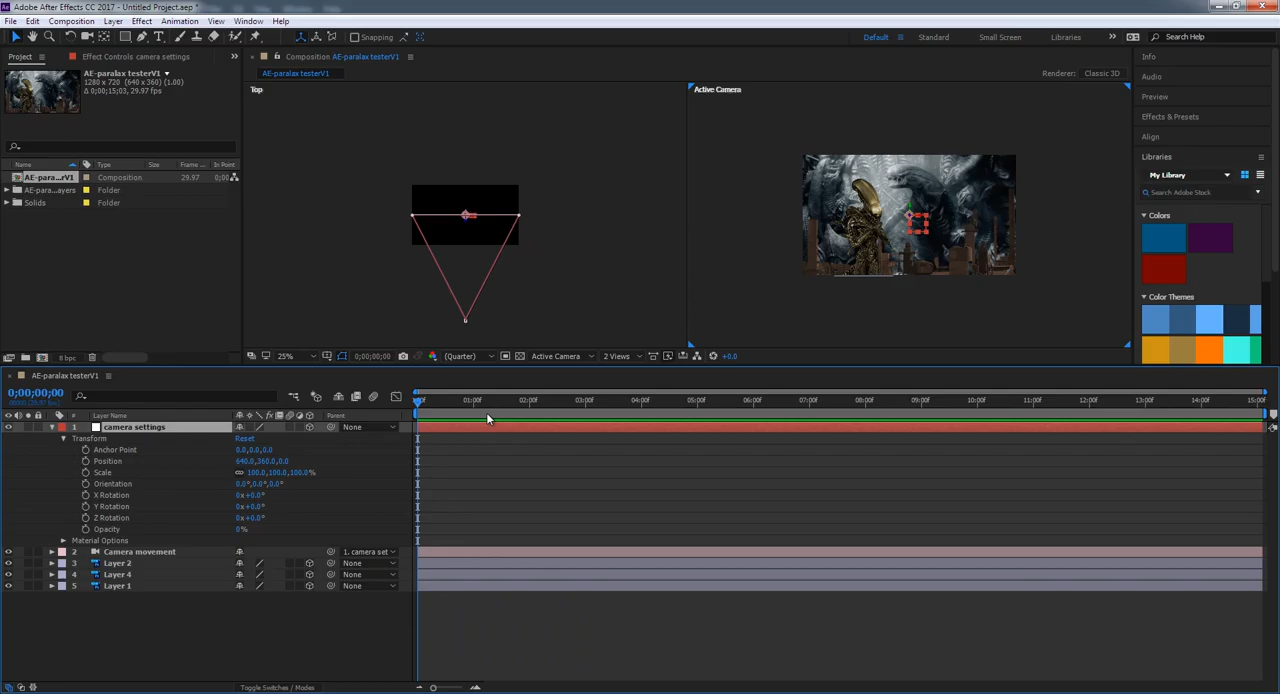 Adobe After Effects CC 2017 - Untitled Project.aep *
File Edit Composition Layer Effect Animation View Window Help
Snapping
Default Standard Small Screen Libraries Search Help
Project Effect Controls camera settings
AE-paralax testerV1
1280 x 720 (640 x 360) (1.00)
Δ 0;00;15;03, 29.97 fps
Name Type Size Frame ... In Point
AE-para...rV1 Composition 29.97 0;00
AE-para...ayers Folder
Solids Folder
8 bpc
Composition AE-paralax testerV1
AE-paralax testerV1
Renderer: Classic 3D
Top
Active Camera
25% 0;00;00;00 (Quarter) Active Camera 2 Views +0.0
Info
Audio
Preview
Effects & Presets
Align
Libraries
My Library
Search Adobe Stock
Colors
Color Themes
AE-paralax testerV1
0;00;00;00
Layer Name Parent
01:00f 02:00f 03:00f 04:00f 05:00f 06:00f 07:00f 08:00f 09:00f 10:00f 11:00f 12:00f 13:00f 14:00f 15:00f
1 camera settings None
Transform Reset
Anchor Point 0.0,0.0,0.0
Position 640.0,360.0,0.0
Scale 100.0,100.0,100.0%
Orientation 0.0°,0.0°,0.0°
X Rotation 0x+0.0°
Y Rotation 0x+0.0°
Z Rotation 0x+0.0°
Opacity 0%
Material Options
2 Camera movement 1. camera set
3 Layer 2 None
4 Layer 4 None
5 Layer 1 None
Toggle Switches / Modes